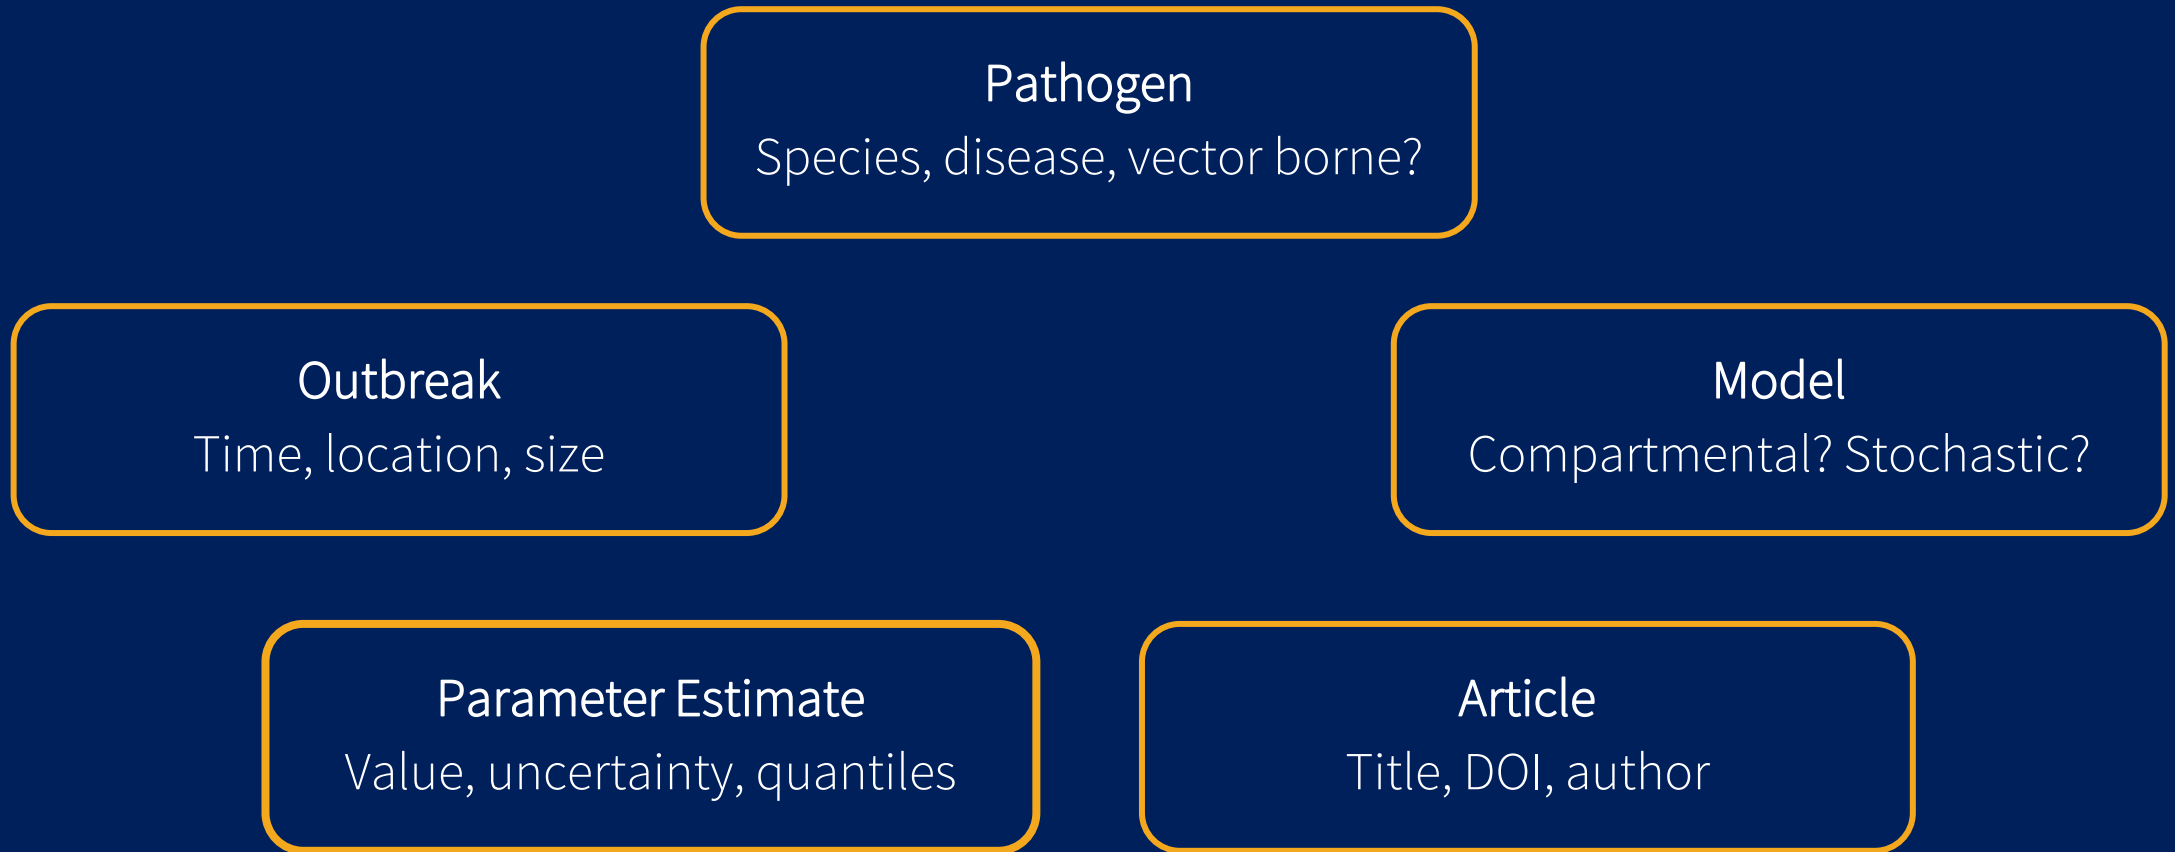 Pathogen
Species, disease, vector borne?
Outbreak
Time, location, size
Model
Compartmental? Stochastic?
Parameter Estimate
Value, uncertainty, quantiles
Article
Title, DOI, author